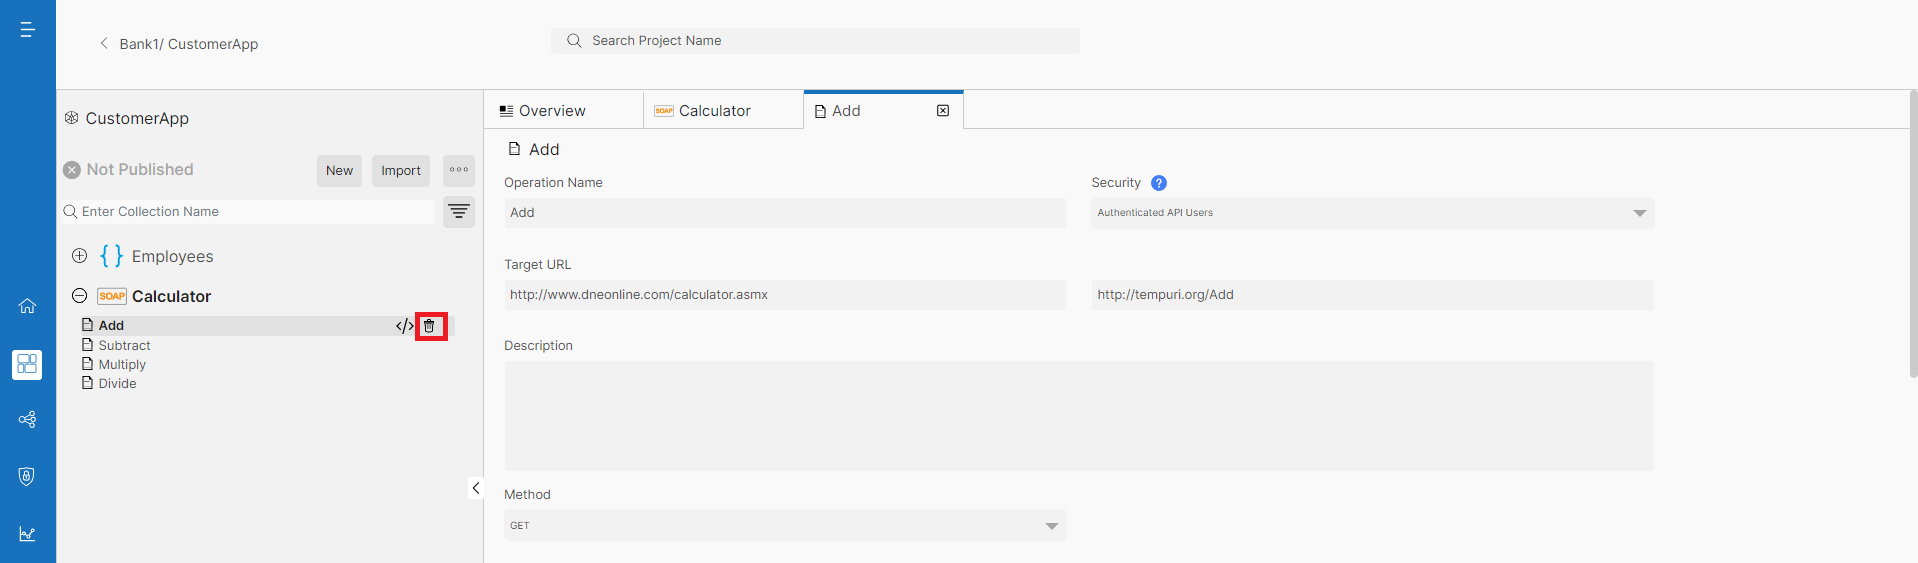 Bank1/ CustomerApp
Search Project Name
CustomerApp
Not Published
New
Import
Enter Collection Name
{ } Employees
SOAP Calculator
Add </>
Subtract
Multiply
Divide
Overview
SOAP Calculator
Add
Add
Operation Name
Add
Security ?
Authenticated API Users
Target URL
http://www.dneonline.com/calculator.asmx
http://tempuri.org/Add
Description
Method
GET